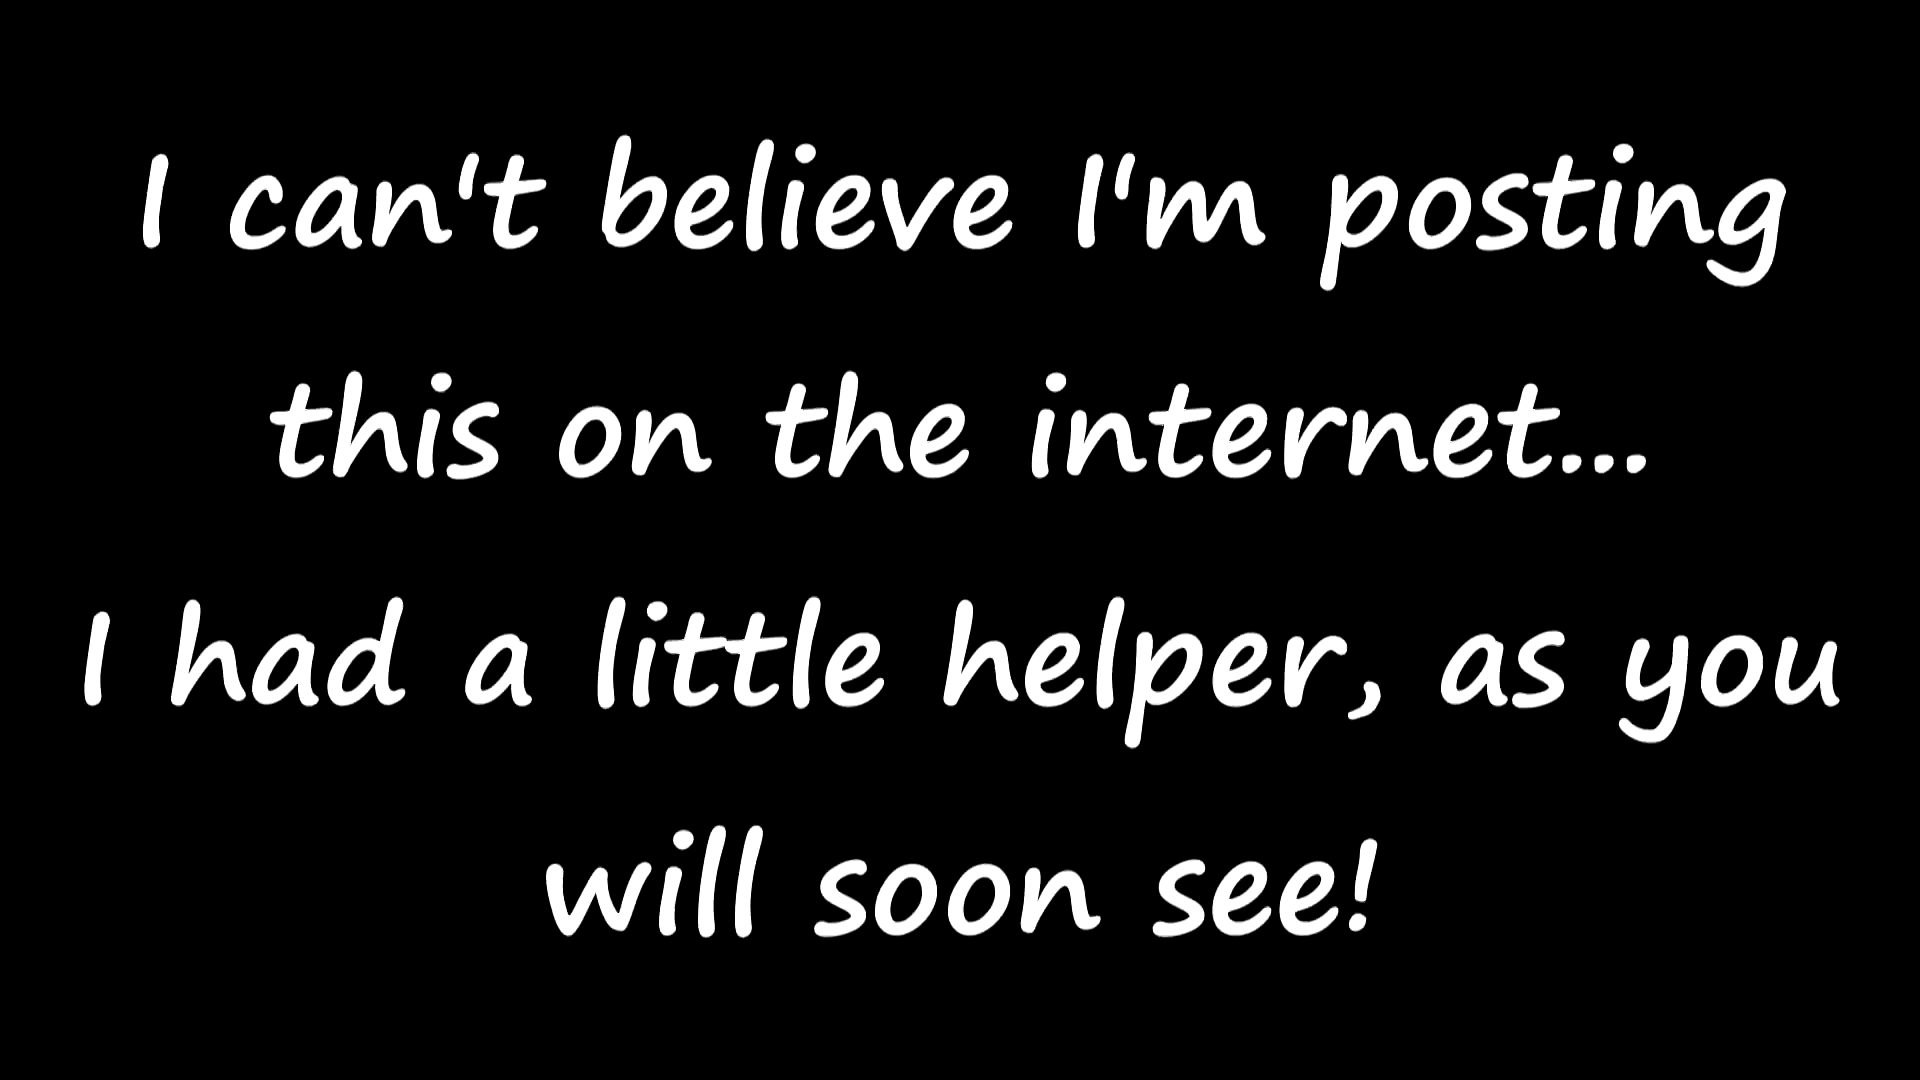 I can't believe I'm posting
this on the internet...
I had a little helper, as you
will soon see!